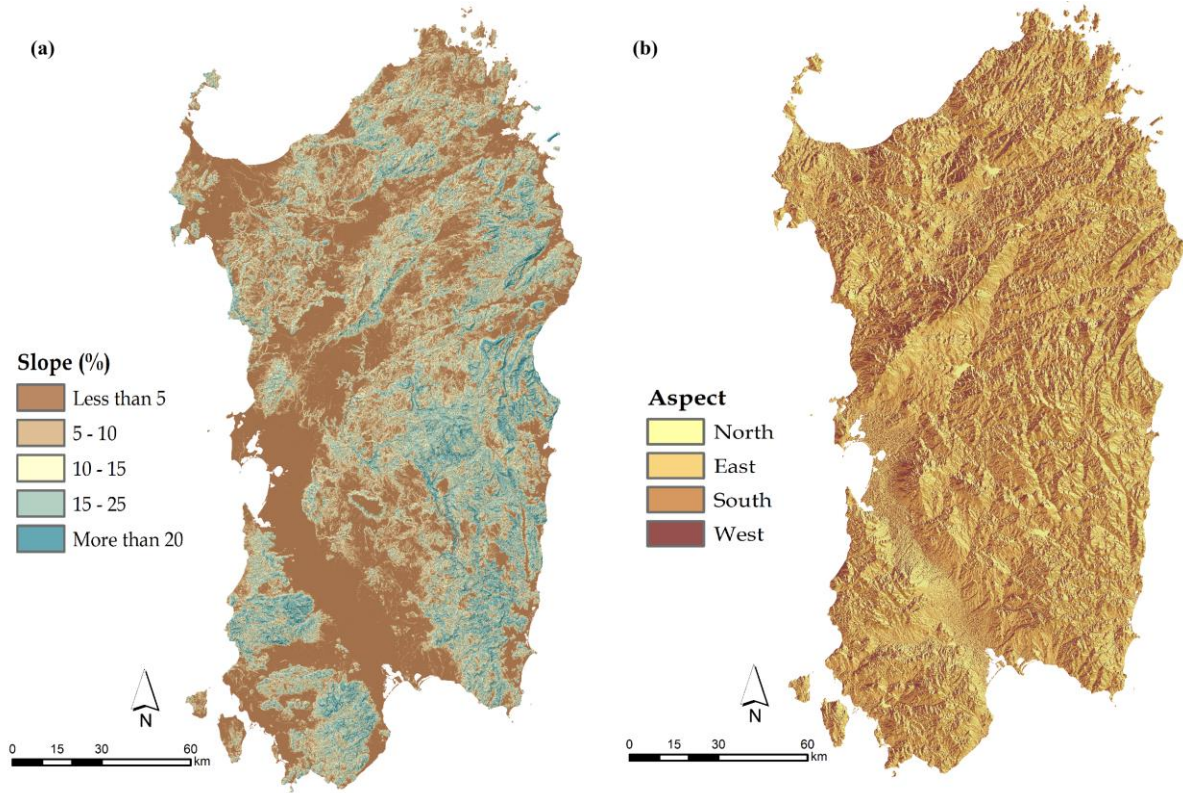 (a)
Slope (%)
Less than 5
5 - 10
10 - 15
15 - 25
More than 20
N
0 15 30 60
km
(b)
Aspect
North
East
South
West
N
0 15 30 60
km